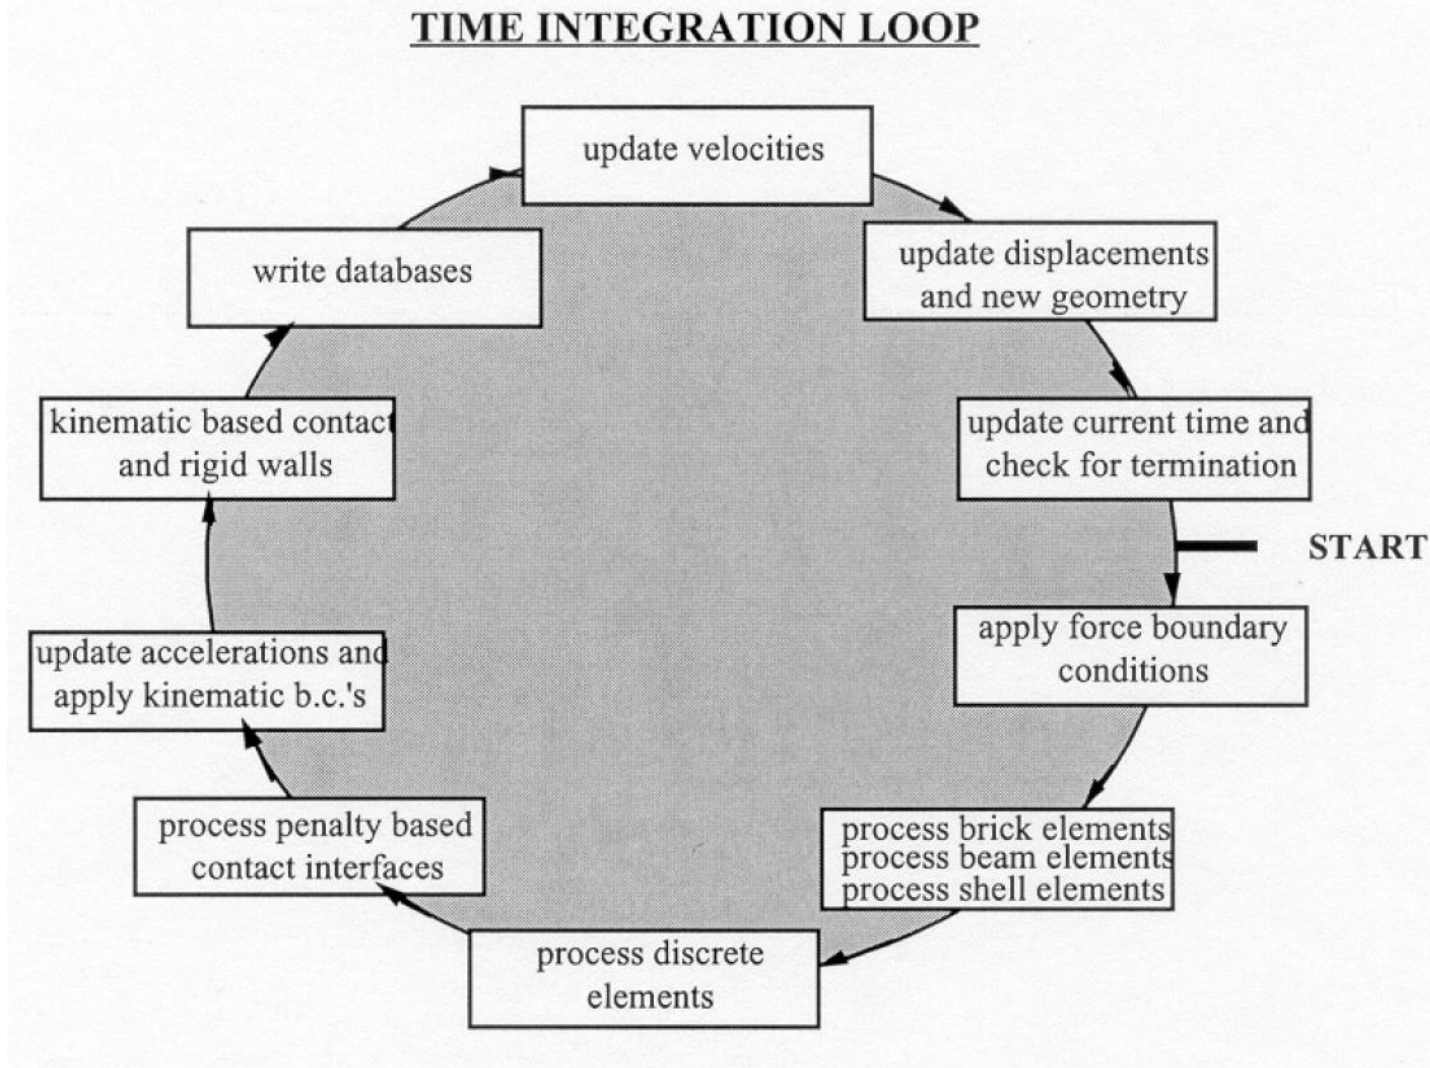 TIME INTEGRATION LOOP
update velocities
update displacements
and new geometry
write databases
kinematic based contact
and rigid walls
update current time and
check for termination
START
apply force boundary
conditions
update accelerations and
apply kinematic b.c.'s
process penalty based
contact interfaces
process brick elements
process beam elements
process shell elements
process discrete
elements